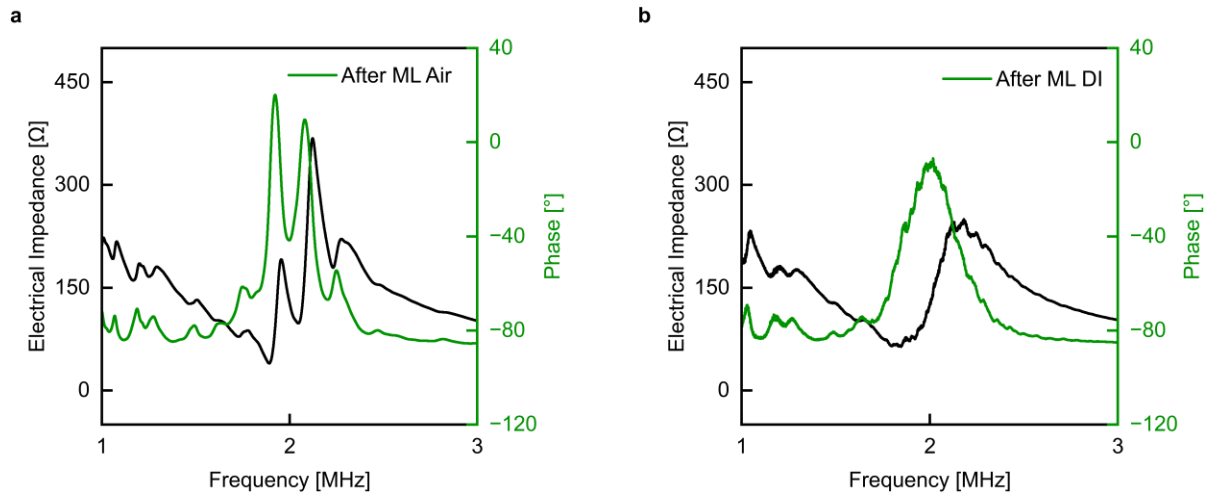 a
450
300
150
0
Electrical Impedance [Ω]
After ML Air
40
0
−40
−80
−120
Phase [°]
1
2
3
Frequency [MHz]
b
450
300
150
0
Electrical Impedance [Ω]
After ML DI
40
0
−40
−80
−120
Phase [°]
1
2
3
Frequency [MHz]